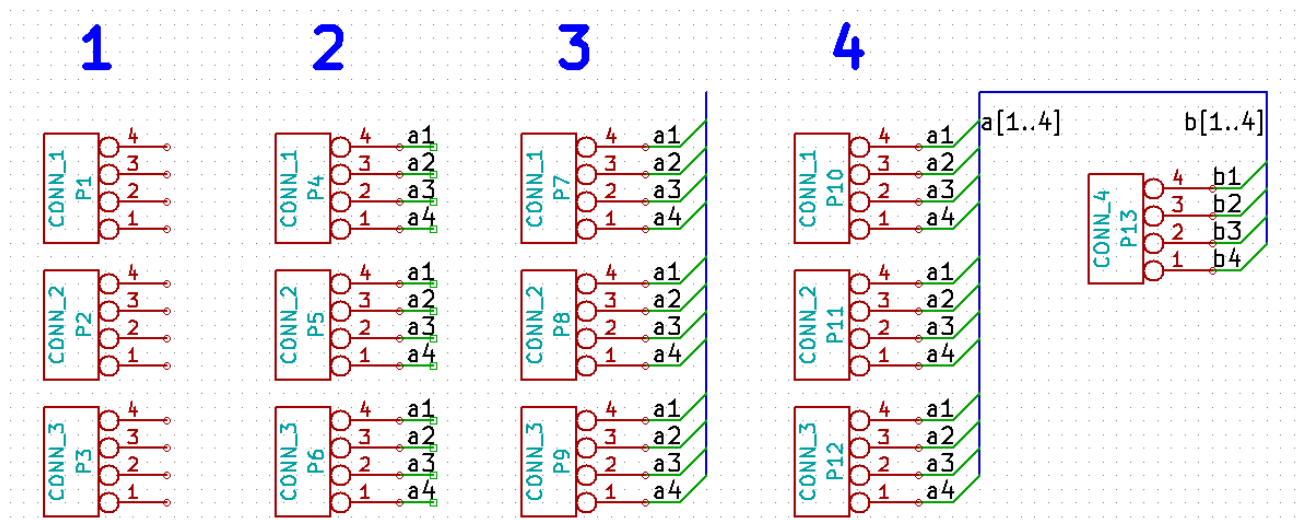 1 2 3 4
a[1..4] b[1..4]
CONN_1 P1 4 3 2 1
CONN_1 P4 4 a1 3 a2 2 a3 1 a4
CONN_1 P7 4 a1 3 a2 2 a3 1 a4
CONN_1 P10 4 a1 3 a2 2 a3 1 a4
CONN_4 P13 4 b1 3 b2 2 b3 1 b4
CONN_2 P2 4 3 2 1
CONN_2 P5 4 a1 3 a2 2 a3 1 a4
CONN_2 P8 4 a1 3 a2 2 a3 1 a4
CONN_2 P11 4 a1 3 a2 2 a3 1 a4
CONN_3 P3 4 3 2 1
CONN_3 P6 4 a1 3 a2 2 a3 1 a4
CONN_3 P9 4 a1 3 a2 2 a3 1 a4
CONN_3 P12 4 a1 3 a2 2 a3 1 a4